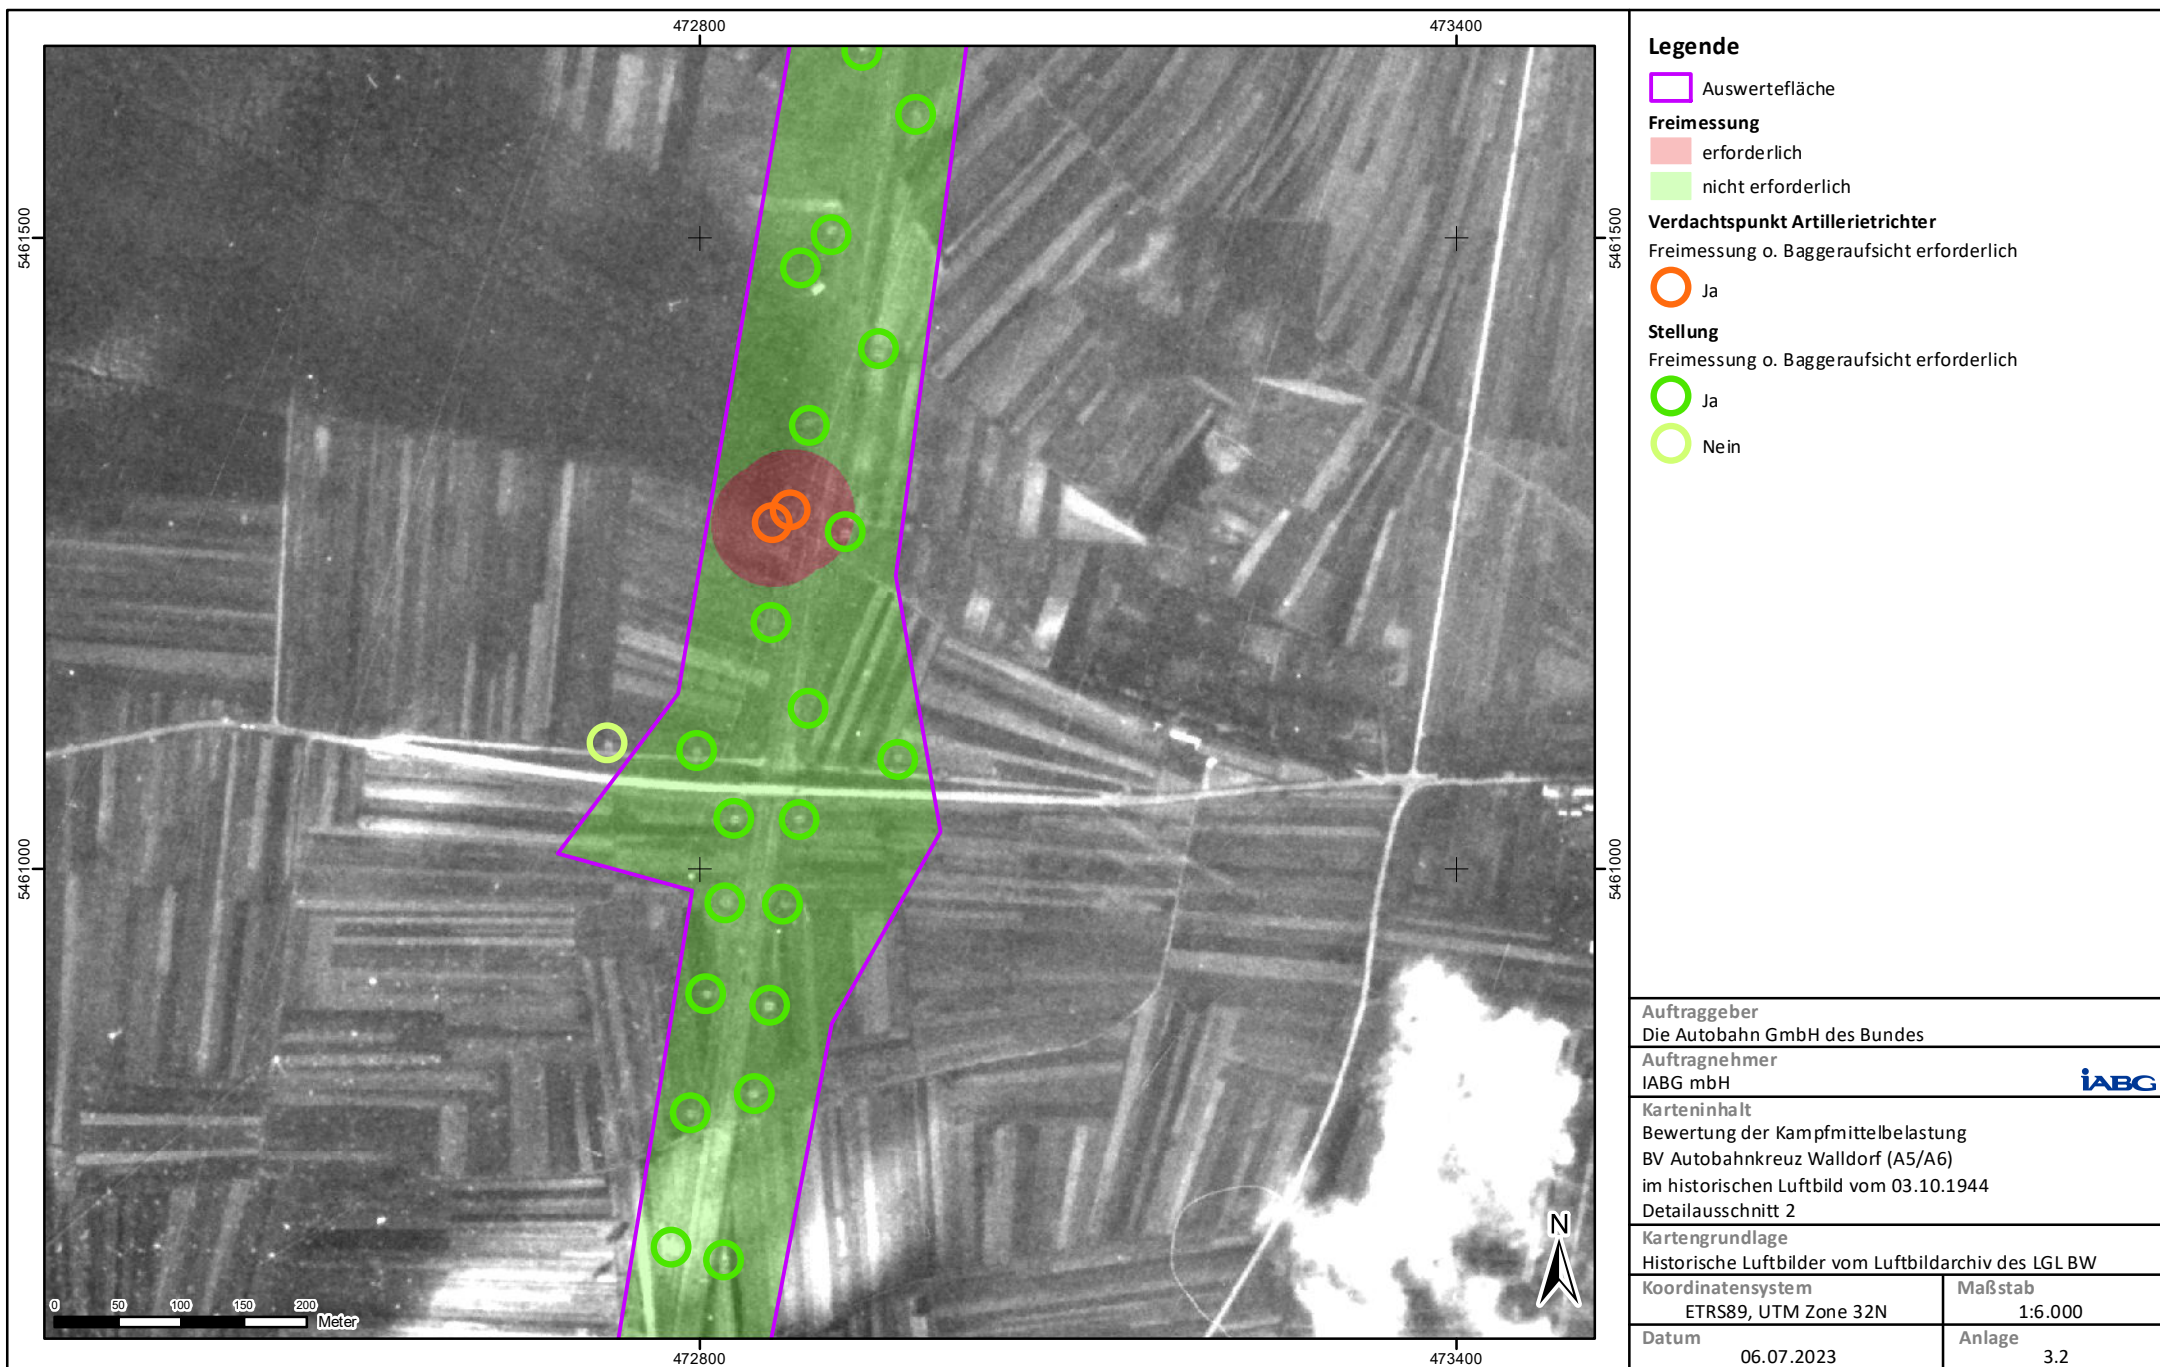 472800
473400
5461500
5461500
5461000
5461000
0 50 100 150 200
Meter
N
472800
473400
Legende
Auswertefläche
Freimessung
erforderlich
nicht erforderlich
Verdachtspunkt Artillerietrichter
Freimessung o. Baggeraufsicht erforderlich
Ja
Stellung
Freimessung o. Baggeraufsicht erforderlich
Ja
Nein
Auftraggeber
Die Autobahn GmbH des Bundes
Auftragnehmer
IABG mbH
iABG
Karteninhalt
Bewertung der Kampfmittelbelastung
BV Autobahnkreuz Walldorf (A5/A6)
im historischen Luftbild vom 03.10.1944
Detailausschnitt 2
Kartengrundlage
Historische Luftbilder vom Luftbildarchiv des LGL BW
Koordinatensystem
ETRS89, UTM Zone 32N
Maßstab
1:6.000
Datum
06.07.2023
Anlage
3.2